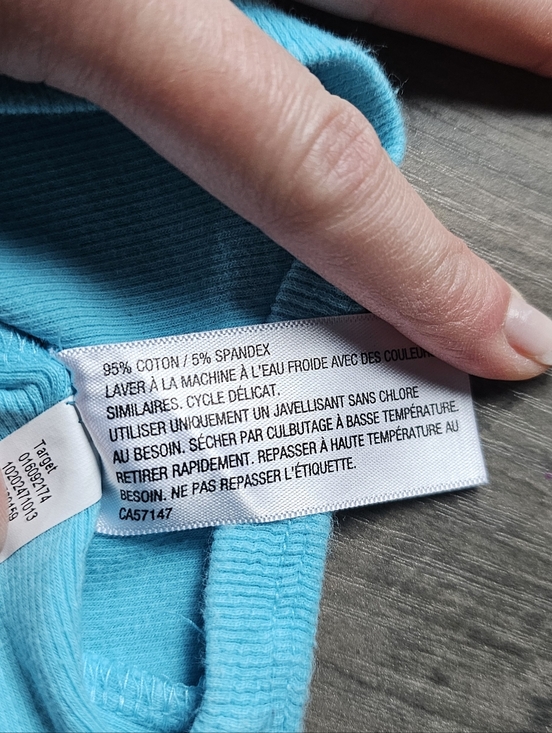 95% COTON / 5% SPANDEX
LAVER À LA MACHINE À L'EAU FROIDE AVEC DES
SIMILAIRES. CYCLE DÉLICAT.
UTILISER UNIQUEMENT UN JAVELLISANT SANS CHLORE
AU BESOIN. SÉCHER PAR CULBUTAGE À BASSE TEMPÉRATURE.
RETIRER RAPIDEMENT. REPASSER À HAUTE TEMPÉRATURE AU
BESOIN. NE PAS REPASSER L'ÉTIQUETTE.
CA57147
Target
016092174
10202471013